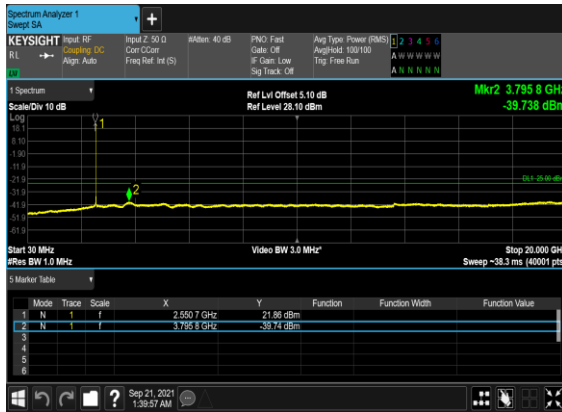 Spectrum Analyzer 1
Swept SA
KEYSIGHT Input: RF Input Z: 50 Ω #Atten: 40 dB PNO: Fast Avg Type: Power (RMS) 1 2 3 4 5 6
RL Coupling: DC Corr CCorr Gate: Off Avg|Hold: 100/100 A W W W W W
Align: Auto Freq Ref: Int (S) IF Gain: Low Trig: Free Run
Sig Track: Off A N N N N N
1 Spectrum Ref Lvl Offset 5.10 dB Mkr2 3.795 8 GHz
Scale/Div 10 dB Ref Level 28.10 dBm -39.738 dBm
Log
18.1
8.10
-1.90
-11.9
-21.9
-31.9
-41.9
-51.9
-61.9
1
2
DL1 -25.00 dBm
Start 30 MHz Video BW 3.0 MHz* Stop 20.000 GHz
#Res BW 1.0 MHz Sweep ~38.3 ms (40001 pts)
5 Marker Table
Mode Trace Scale X Y Function Function Width Function Value
1 N 1 f 2.550 7 GHz 21.86 dBm
2 N 1 f 3.795 8 GHz -39.74 dBm
3
4
5
6
? Sep 21, 2021
1:39:57 AM